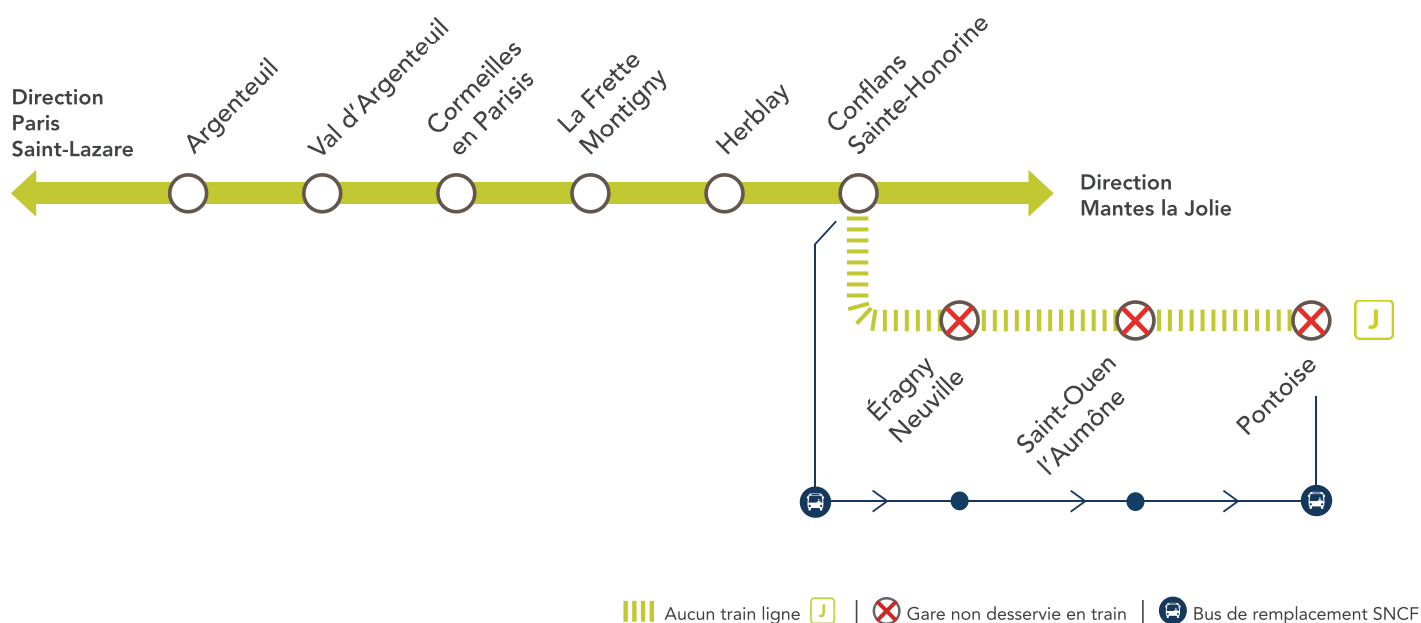 Direction
Paris
Saint-Lazare
Argenteuil
Val d'Argenteuil
Cormeilles
en Parisis
La Frette
Montigny
Herblay
Conflans
Sainte-Honorine
Direction
Mantes la Jolie
J
Éragny
Neuville
Saint-Ouen
l'Aumône
Pontoise
Aucun train ligne J | Gare non desservie en train | Bus de remplacement SNCF